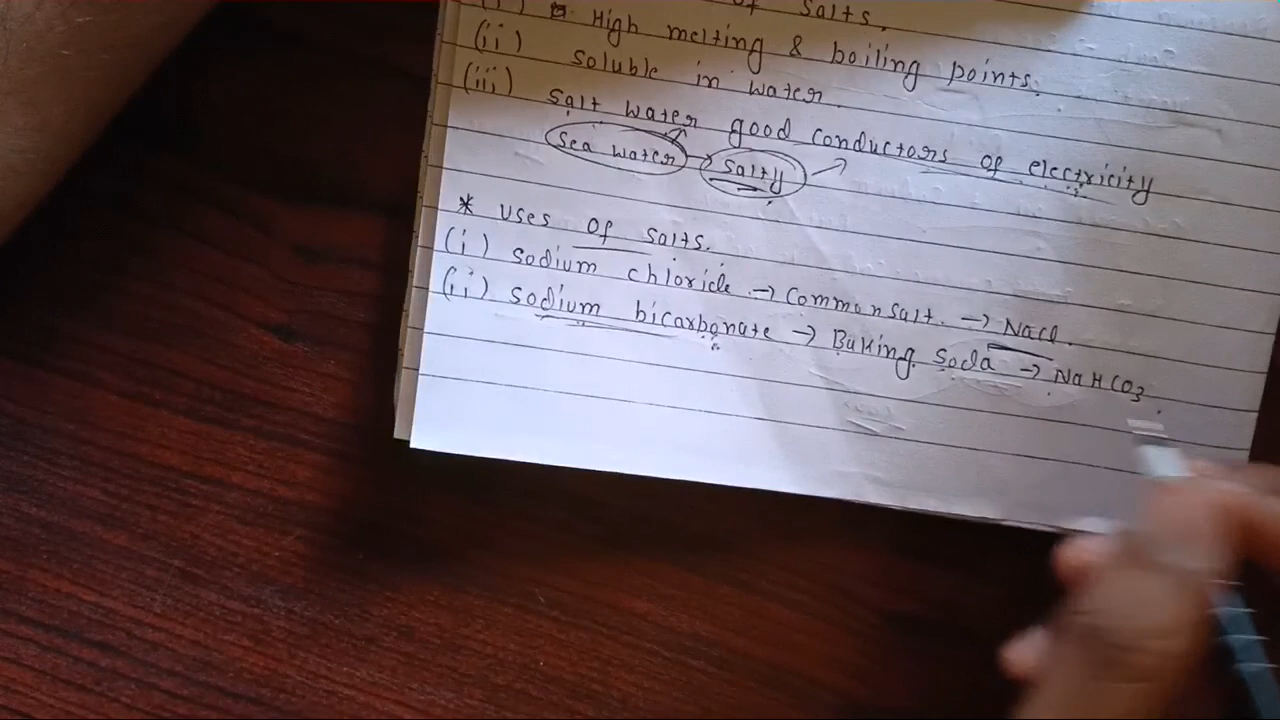 of salts.
(i) High melting & boiling points.
(ii) soluble in water.
(iii) salt water good conductors of electricity
sea water → salty
* uses of salts.
(i) sodium chloride → common salt. → NaCl.
(ii) sodium bicarbonate → Baking soda → NaHCO3.